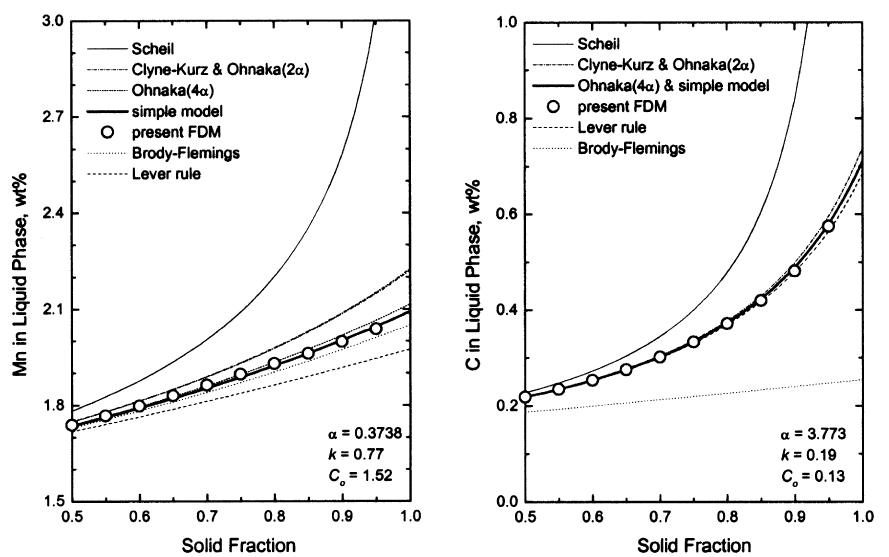 3.0
2.7
2.4
2.1
1.8
1.5
Mn in Liquid Phase, wt%
Scheil
Clyne-Kurz & Ohnaka(2α)
Ohnaka(4α)
simple model
present FDM
Brody-Flemings
Lever rule
α = 0.3738
k = 0.77
Co = 1.52
0.5 0.6 0.7 0.8 0.9 1.0
Solid Fraction
1.0
0.8
0.6
0.4
0.2
0.0
C in Liquid Phase, wt%
Scheil
Clyne-Kurz & Ohnaka(2α)
Ohnaka(4α) & simple model
present FDM
Lever rule
Brody-Flemings
α = 3.773
k = 0.19
Co = 0.13
0.5 0.6 0.7 0.8 0.9 1.0
Solid Fraction